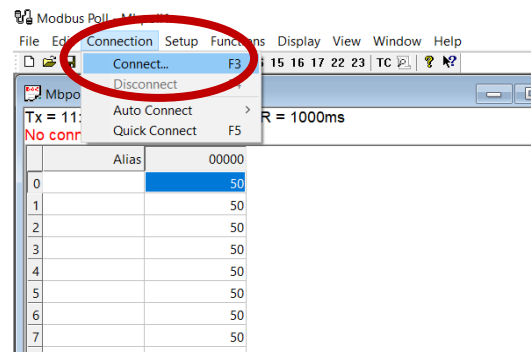 Modbus Poll
File Edit Connection Setup Functions Display View Window Help
15 16 17 22 23 TC
Connect... F3
Disconnect
Mbpo
Auto Connect >
Tx = 11: R = 1000ms
Quick Connect F5
No conn
Alias 00000
0 50
1 50
2 50
3 50
4 50
5 50
6 50
7 50